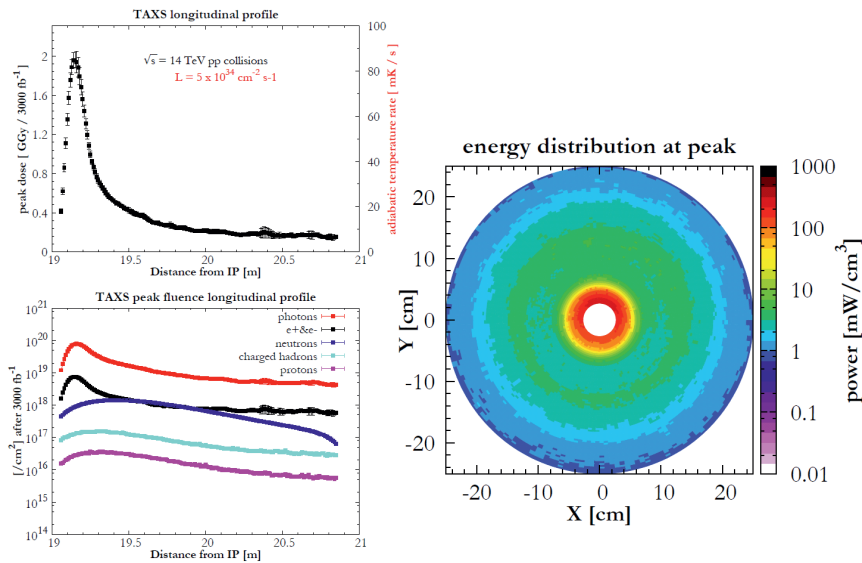 TAXS longitudinal profile
peak dose [ GGy / 3000 fb⁻¹ ]
2
1.6
1.2
0.8
0.4
0
100
80
60
40
20
0
adiabatic temperature rate [ mK / s ]
√s = 14 TeV pp collisions
L = 5 x 10³⁴ cm⁻² s-1
19 19.5 20 20.5 21
Distance from IP [m]
TAXS peak fluence longitudinal profile
[/cm²] after 3000 fb⁻¹
10²¹
10²⁰
10¹⁹
10¹⁸
10¹⁷
10¹⁶
10¹⁵
10¹⁴
photons
e+&e-
neutrons
charged hadrons
protons
19 19.5 20 20.5 21
Distance from IP [m]
energy distribution at peak
Y [cm]
20
10
0
-10
-20
-20 -10 0 10 20
X [cm]
1000
100
10
1
0.1
0.01
power [mW/cm³]